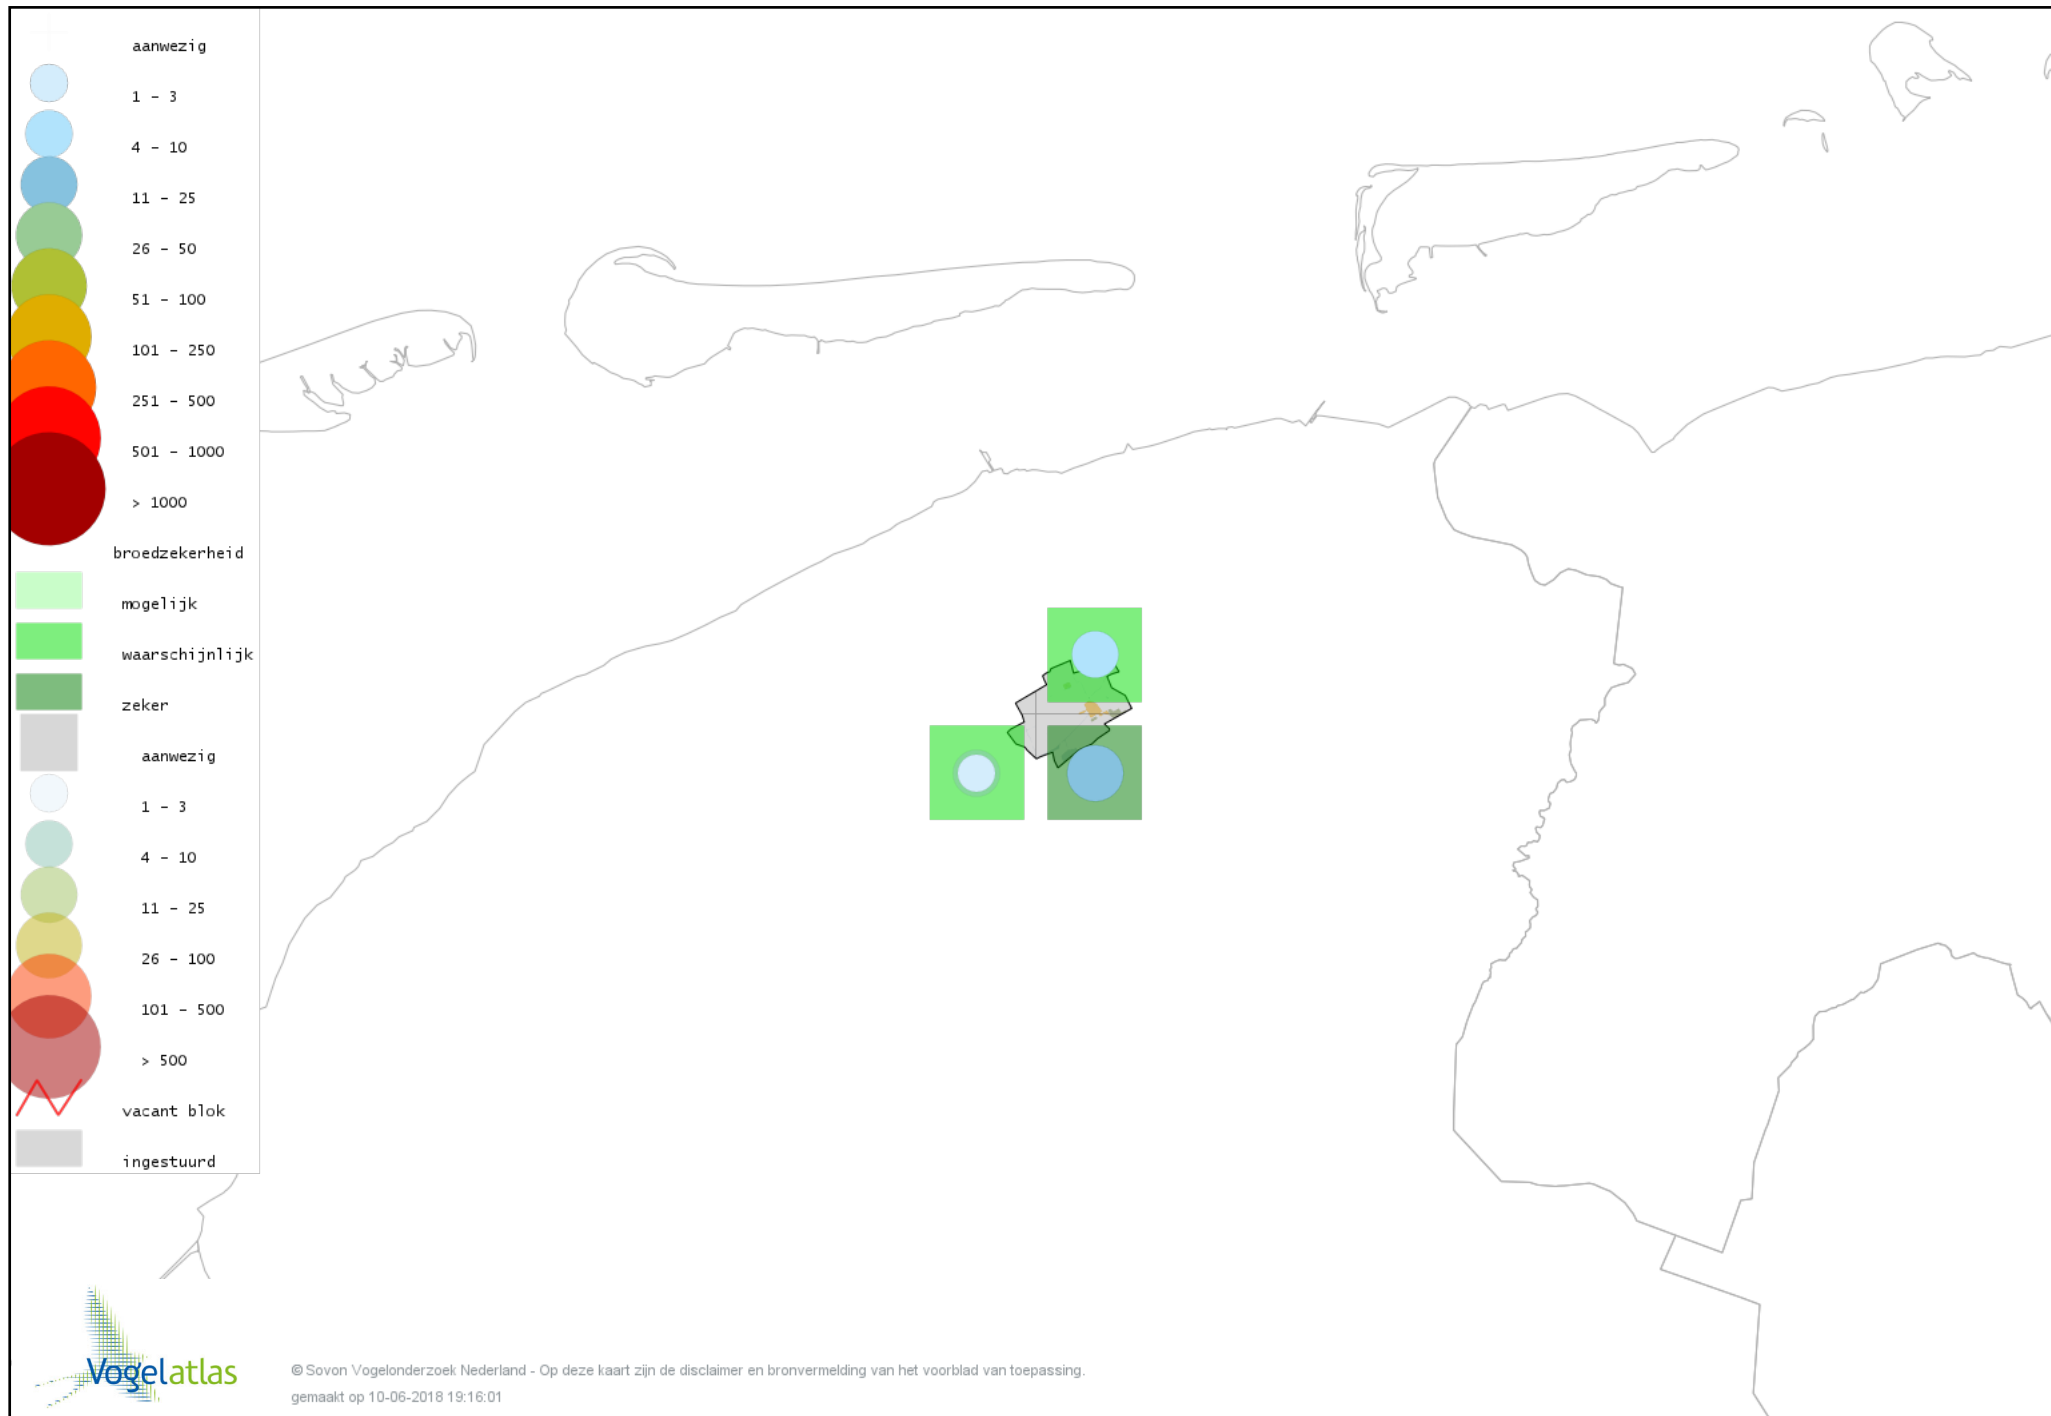 aanwezig
1 - 3
4 - 10
11 - 25
26 - 50
51 - 100
101 - 250
251 - 500
501 - 1000
> 1000
broedzekerheid
mogelijk
waarschijnlijk
zeker
aanwezig
1 - 3
4 - 10
11 - 25
26 - 100
101 - 500
> 500
vacant blok
ingestuurd
Vogelatlas
© Sovon Vogelonderzoek Nederland - Op deze kaart zijn de disclaimer en bronvermelding van het voorblad van toepassing.
gemaakt op 10-06-2018 19:16:01